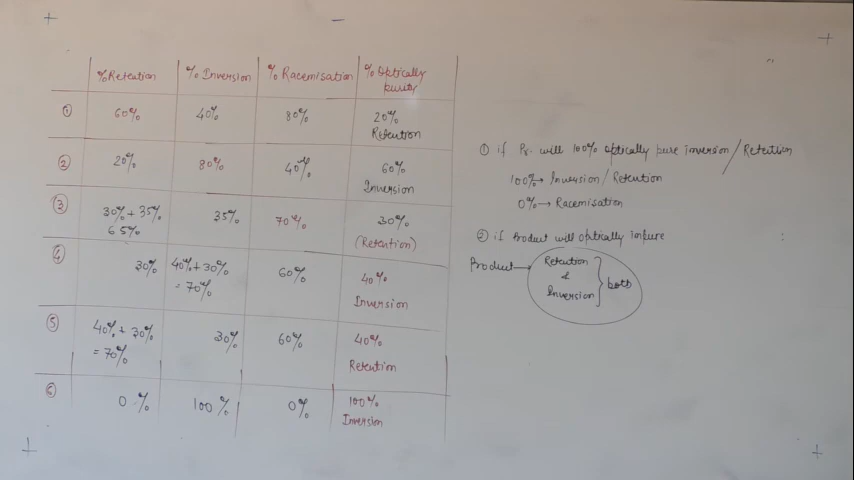 %Retention %Inversion %Racemisation %Optically purity
① 60% 40% 80% 20% Retention
② 20% 80% 40% 60% Inversion
③ 30% + 35% 65% 35% 70% 30% (Retention)
④ 30% 40% + 30% = 70% 60% 40% Inversion
⑤ 40% + 30% = 70% 30% 60% 40% Retention
⑥ 0% 100% 0% 100% Inversion
① if Pr. will 100% optically pure inversion / Retention
100% → Inversion / Retention
0% → Racemisation
② if Product will optically impure
Product → Retention & Inversion } both